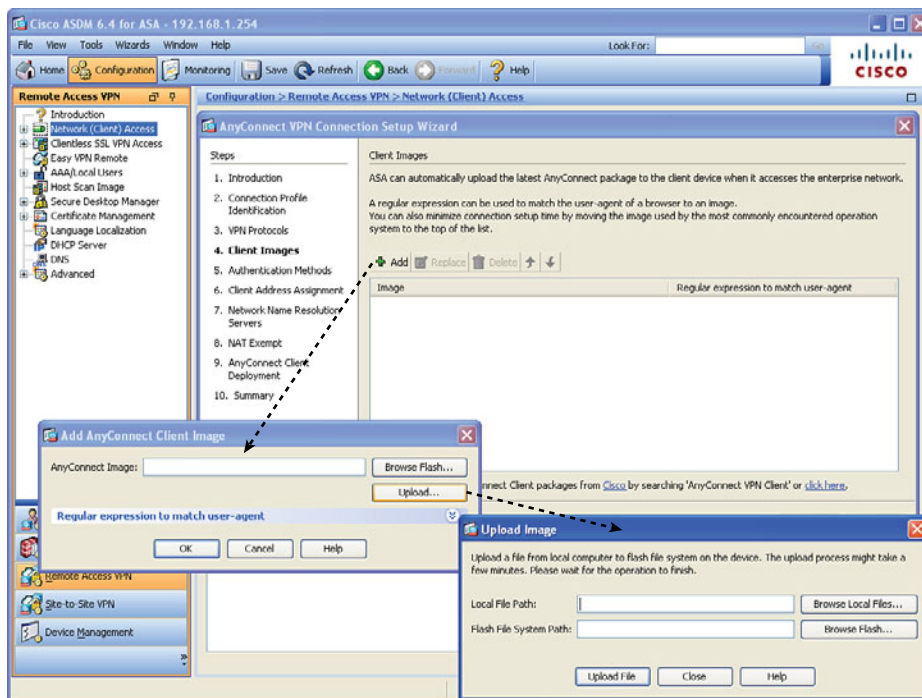 Cisco ASDM 6.4 for ASA - 192.168.1.254
File View Tools Wizards Window Help
Look For:
Go
Home Configuration Monitoring Save Refresh Back Forward Help
CISCO
Remote Access VPN
Introduction
Network (Client) Access
Clientless SSL VPN Access
Easy VPN Remote
AAA/Local Users
Host Scan Image
Secure Desktop Manager
Certificate Management
Language Localization
DHCP Server
DNS
Advanced
Configuration > Remote Access VPN > Network (Client) Access
AnyConnect VPN Connection Setup Wizard
Steps
1. Introduction
2. Connection Profile
Identification
3. VPN Protocols
4. Client Images
5. Authentication Methods
6. Client Address Assignment
7. Network Name Resolution
Servers
8. NAT Exempt
9. AnyConnect Client
Deployment
10. Summary
Client Images
ASA can automatically upload the latest AnyConnect package to the client device when it accesses the enterprise network.
A regular expression can be used to match the user-agent of a browser to an image.
You can also minimize connection setup time by moving the image used by the most commonly encountered operation
system to the top of the list.
Add Replace Delete
Image Regular expression to match user-agent
nnect Client packages from Cisco by searching 'AnyConnect VPN Client' or click here.
Add AnyConnect Client Image
AnyConnect Image:
Browse Flash...
Upload...
Regular expression to match user-agent
OK Cancel Help
Remote Access VPN
Site-to-Site VPN
Device Management
Upload Image
Upload a file from local computer to flash file system on the device. The upload process might take a
few minutes. Please wait for the operation to finish.
Local File Path:
Browse Local Files...
Flash File System Path:
Browse Flash...
Upload File Close Help